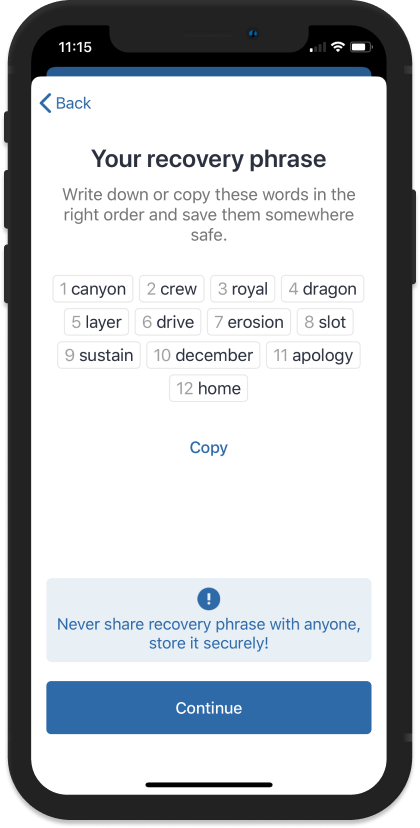 11:15
Back
Your recovery phrase
Write down or copy these words in the
right order and save them somewhere
safe.
1 canyon 2 crew 3 royal 4 dragon
5 layer 6 drive 7 erosion 8 slot
9 sustain 10 december 11 apology
12 home
Copy
Never share recovery phrase with anyone,
store it securely!
Continue